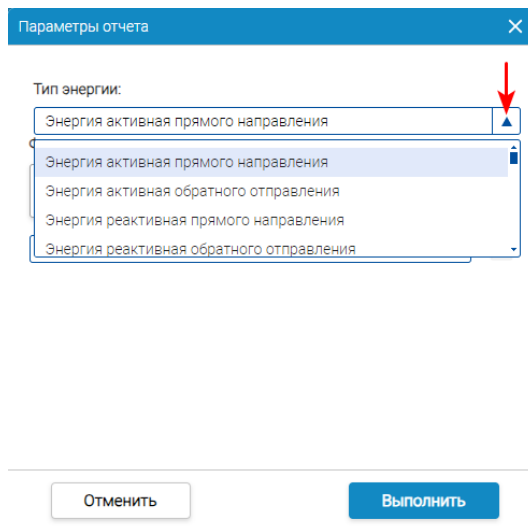 Параметры отчета
Тип энергии:
Энергия активная прямого направления
Энергия активная прямого направления
Энергия активная обратного отправления
Энергия реактивная прямого направления
Энергия реактивная обратного отправления
Отменить
Выполнить